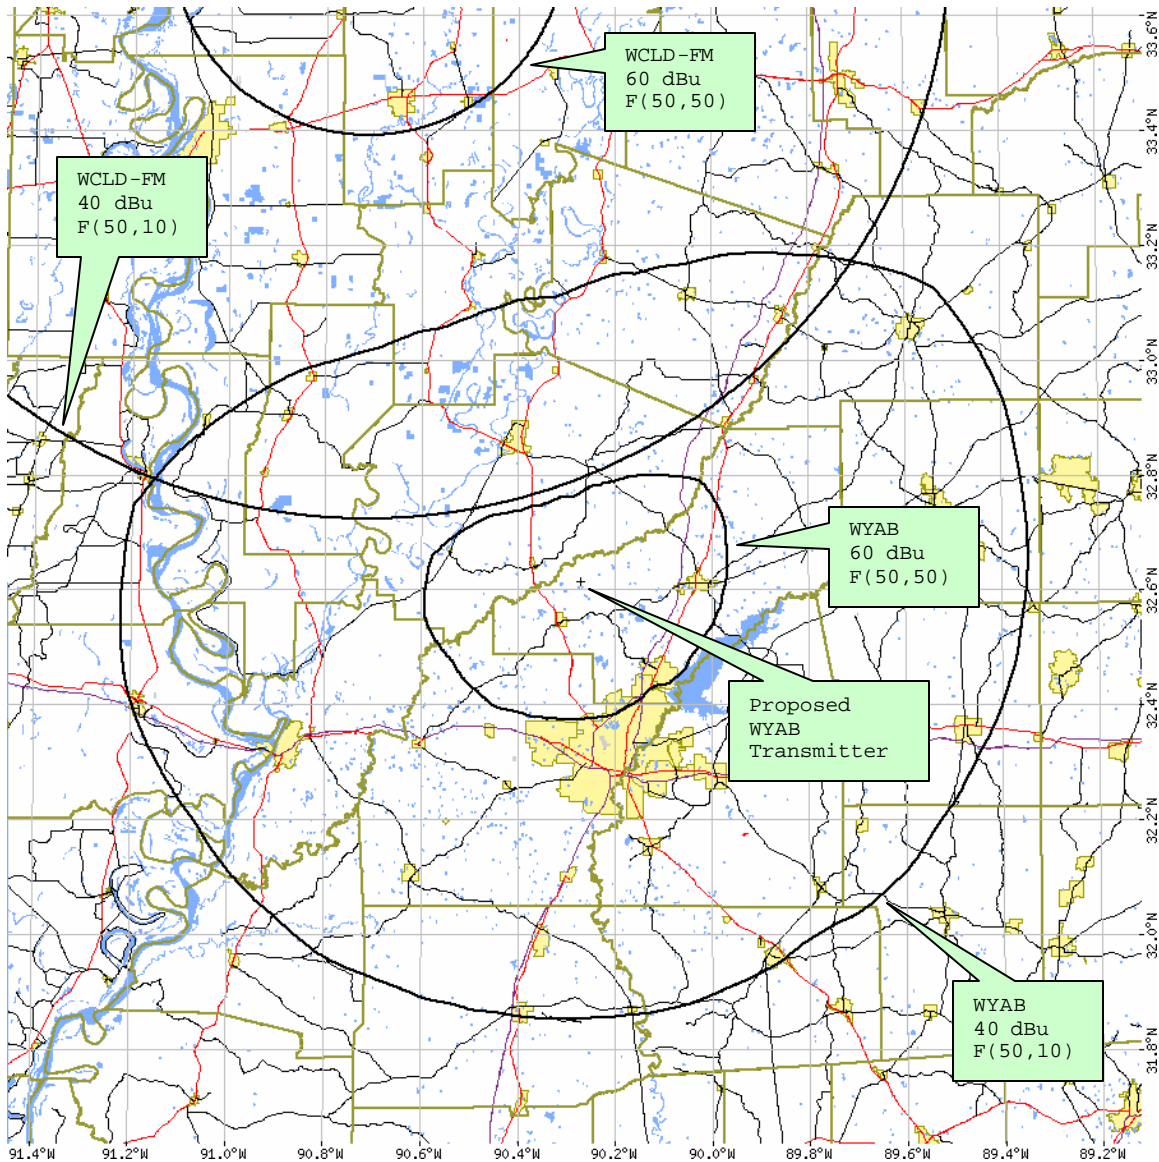 WCLD-FM
60 dBu
F(50,50)
WCLD-FM
40 dBu
F(50,10)
WYAB
60 dBu
F(50,50)
Proposed
WYAB
Transmitter
WYAB
40 dBu
F(50,10)
33.6°N
33.4°N
33.2°N
33.0°N
32.8°N
32.6°N
32.4°N
32.2°N
32.0°N
31.8°N
91.4°W 91.2°W 91.0°W 90.8°W 90.6°W 90.4°W 90.2°W 90.0°W 89.8°W 89.6°W 89.4°W 89.2°W